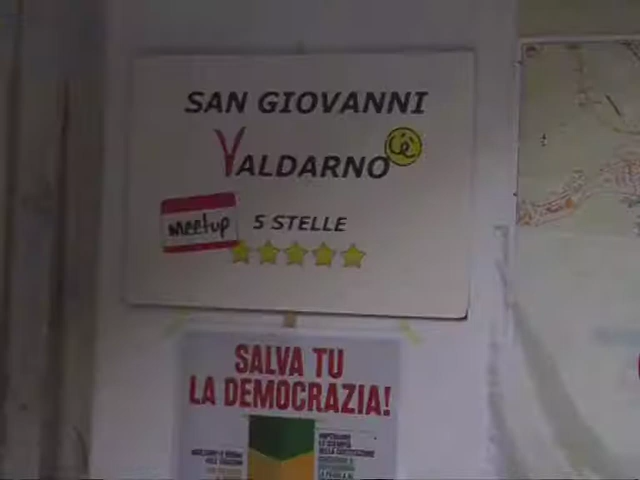 SAN GIOVANNI
VALDARNO
C'è
meetup 5 STELLE
SALVA TU
LA DEMOCRAZIA!